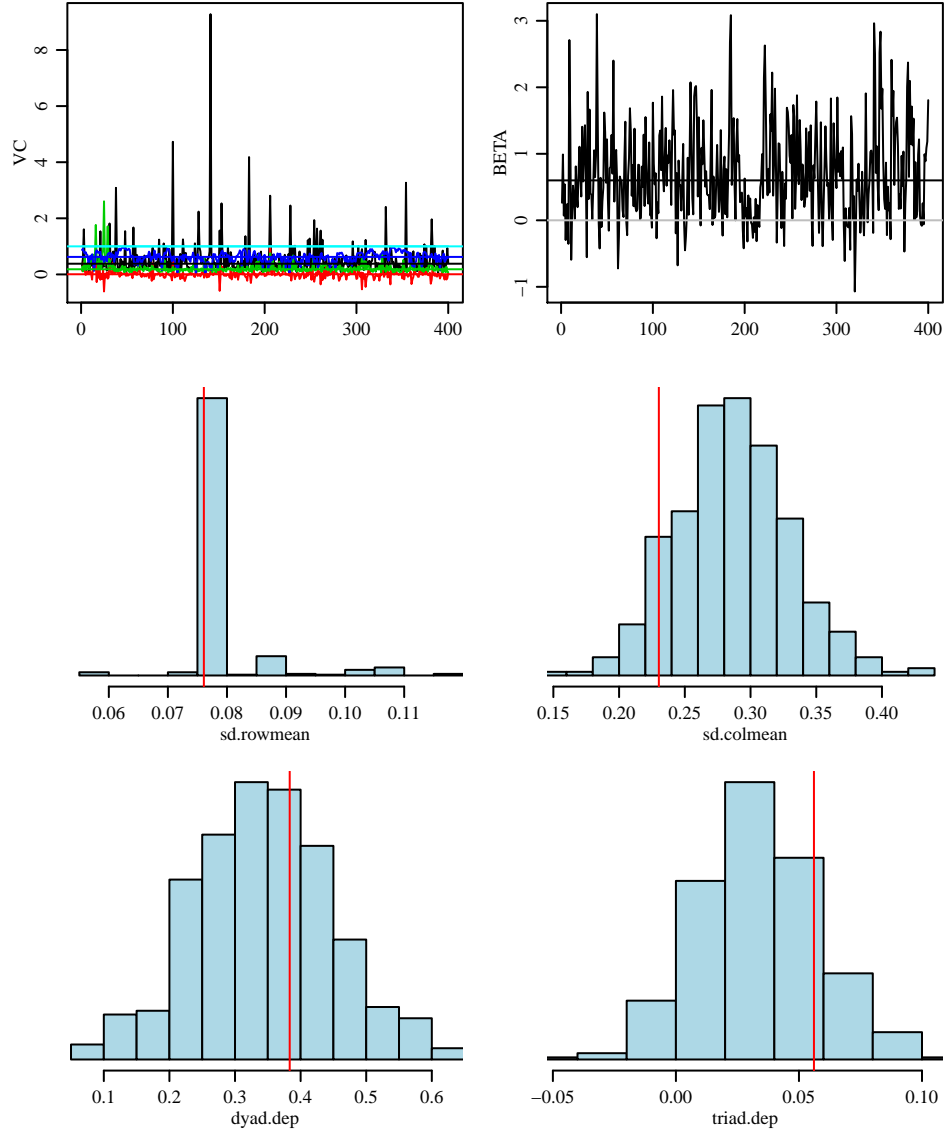 VC
0 2 4 6 8
0 100 200 300 400
BETA
−1 0 1 2 3
0 100 200 300 400
0.06 0.07 0.08 0.09 0.10 0.11
sd.rowmean
0.15 0.20 0.25 0.30 0.35 0.40
sd.colmean
0.1 0.2 0.3 0.4 0.5 0.6
dyad.dep
−0.05 0.00 0.05 0.10
triad.dep